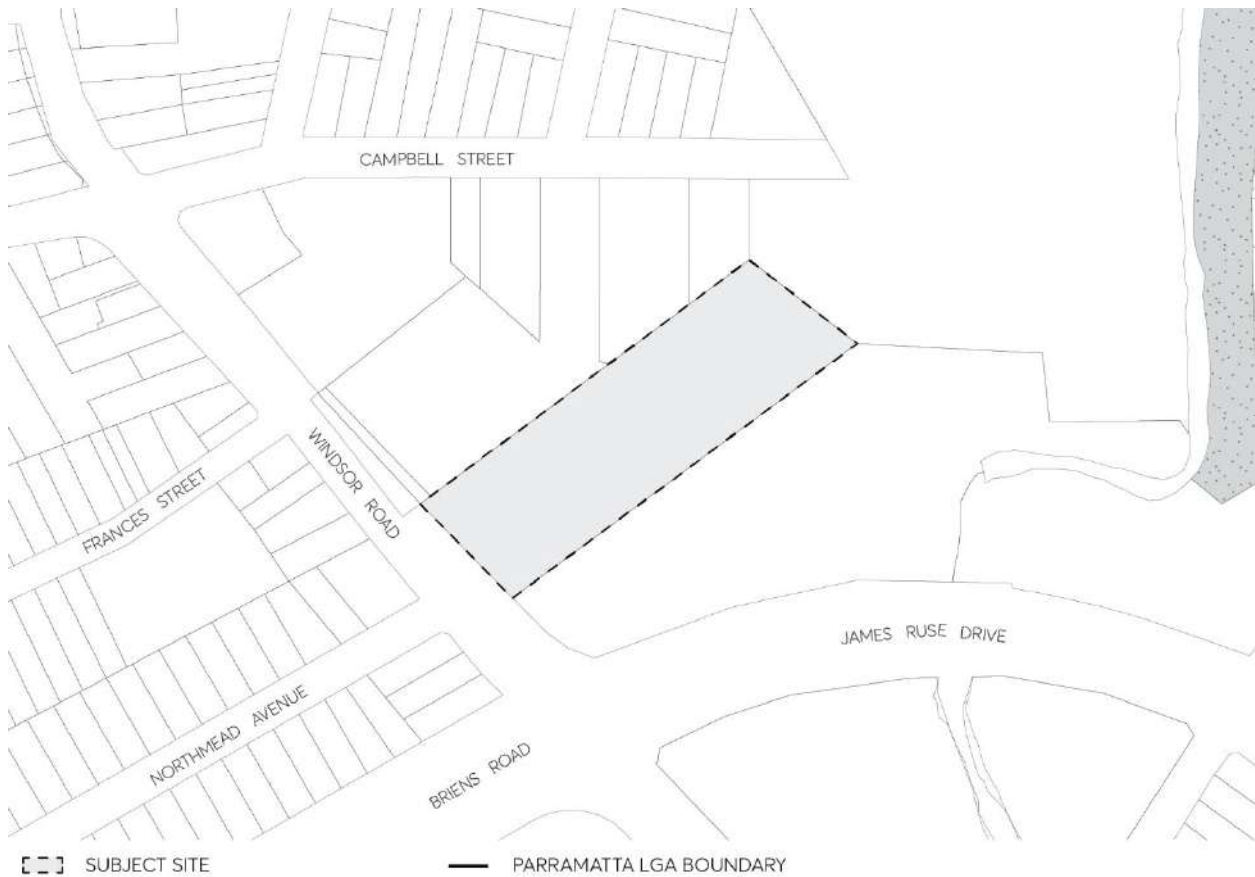 CAMPBELL STREET
WINDSOR ROAD
FRANCES STREET
JAMES RUSE DRIVE
NORTHMEAD AVENUE
BRIENS ROAD
SUBJECT SITE
PARRAMATTA LGA BOUNDARY